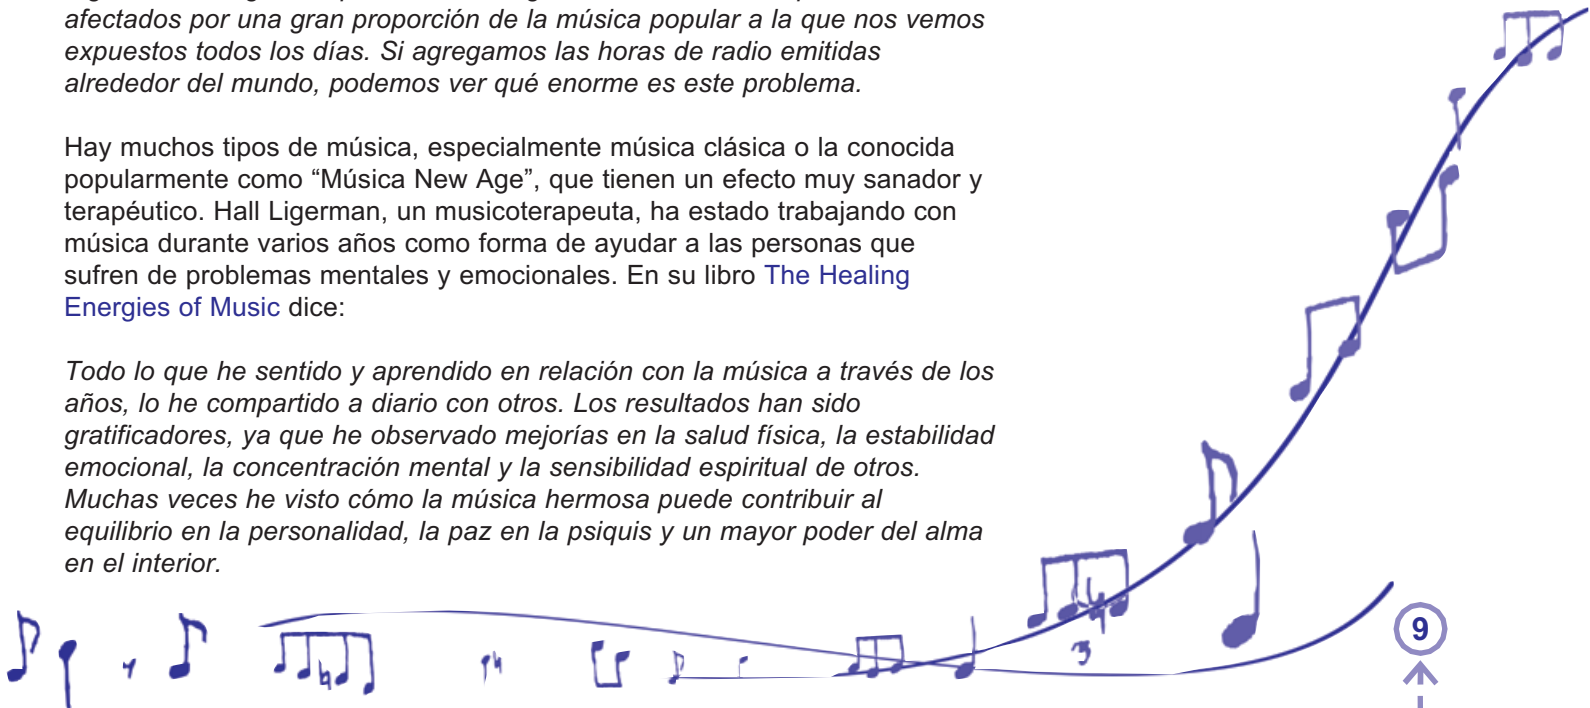 afectados por una gran proporción de la música popular a la que nos vemos
expuestos todos los días. Si agregamos las horas de radio emitidas
alrededor del mundo, podemos ver qué enorme es este problema.
Hay muchos tipos de música, especialmente música clásica o la conocida
popularmente como “Música New Age”, que tienen un efecto muy sanador y
terapéutico. Hall Ligerman, un musicoterapeuta, ha estado trabajando con
música durante varios años como forma de ayudar a las personas que
sufren de problemas mentales y emocionales. En su libro The Healing
Energies of Music dice:
Todo lo que he sentido y aprendido en relación con la música a través de los
años, lo he compartido a diario con otros. Los resultados han sido
gratificadores, ya que he observado mejorías en la salud física, la estabilidad
emocional, la concentración mental y la sensibilidad espiritual de otros.
Muchas veces he visto cómo la música hermosa puede contribuir al
equilibrio en la personalidad, la paz en la psiquis y un mayor poder del alma
en el interior.
3
9